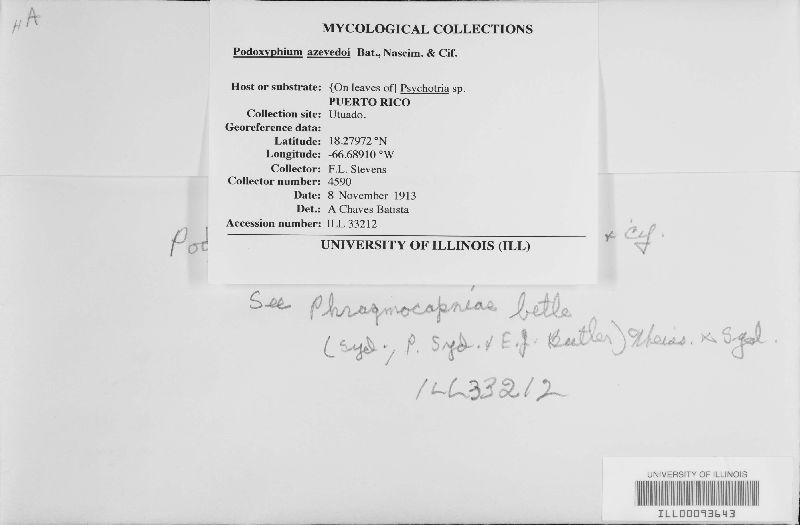 HA
MYCOLOGICAL COLLECTIONS
Podoxyphium azevedoi Bat., Nascim. & Cif.
Host or substrate: {On leaves of] Psychotria sp.
PUERTO RICO
Collection site: Utuado.
Georeference data:
Latitude: 18.27972 °N
Longitude: -66.68910 °W
Collector: F.L. Stevens
Collector number: 4590
Date: 8 November 1913
Det.: A Chaves Batista
Accession number: ILL 33212
UNIVERSITY OF ILLINOIS (ILL)
Pod & Cif.
See Phragmocapnias betle
(Syd., P. Syd. & E.J. Butler) Theiss. & Syd.
ILL33212
UNIVERSITY OF ILLINOIS
ILL00093643